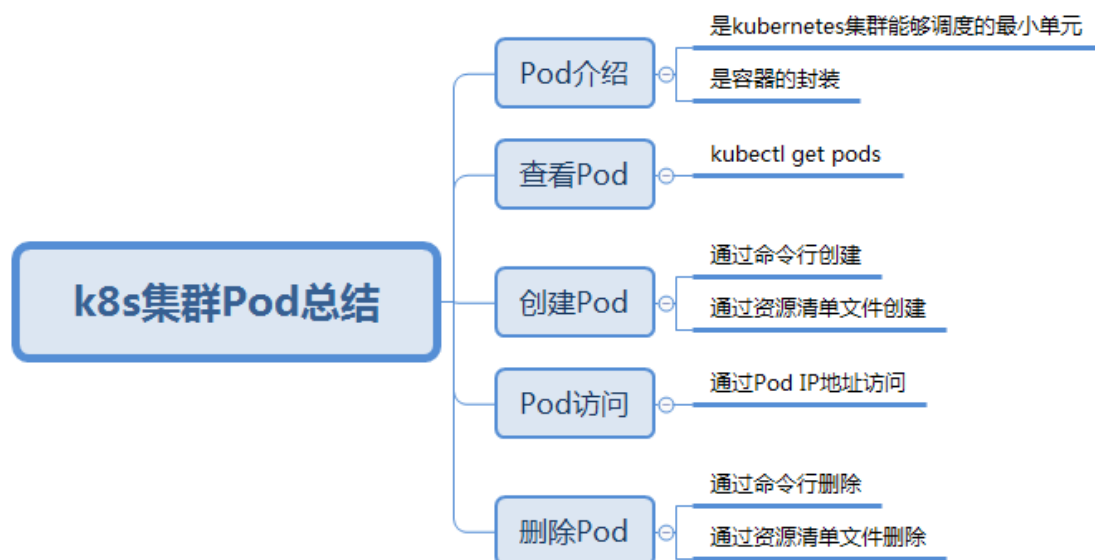 k8s集群Pod总结
Pod介绍
是kubernetes集群能够调度的最小单元
是容器的封装
查看Pod
kubectl get pods
创建Pod
通过命令行创建
通过资源清单文件创建
Pod访问
通过Pod IP地址访问
删除Pod
通过命令行删除
通过资源清单文件删除